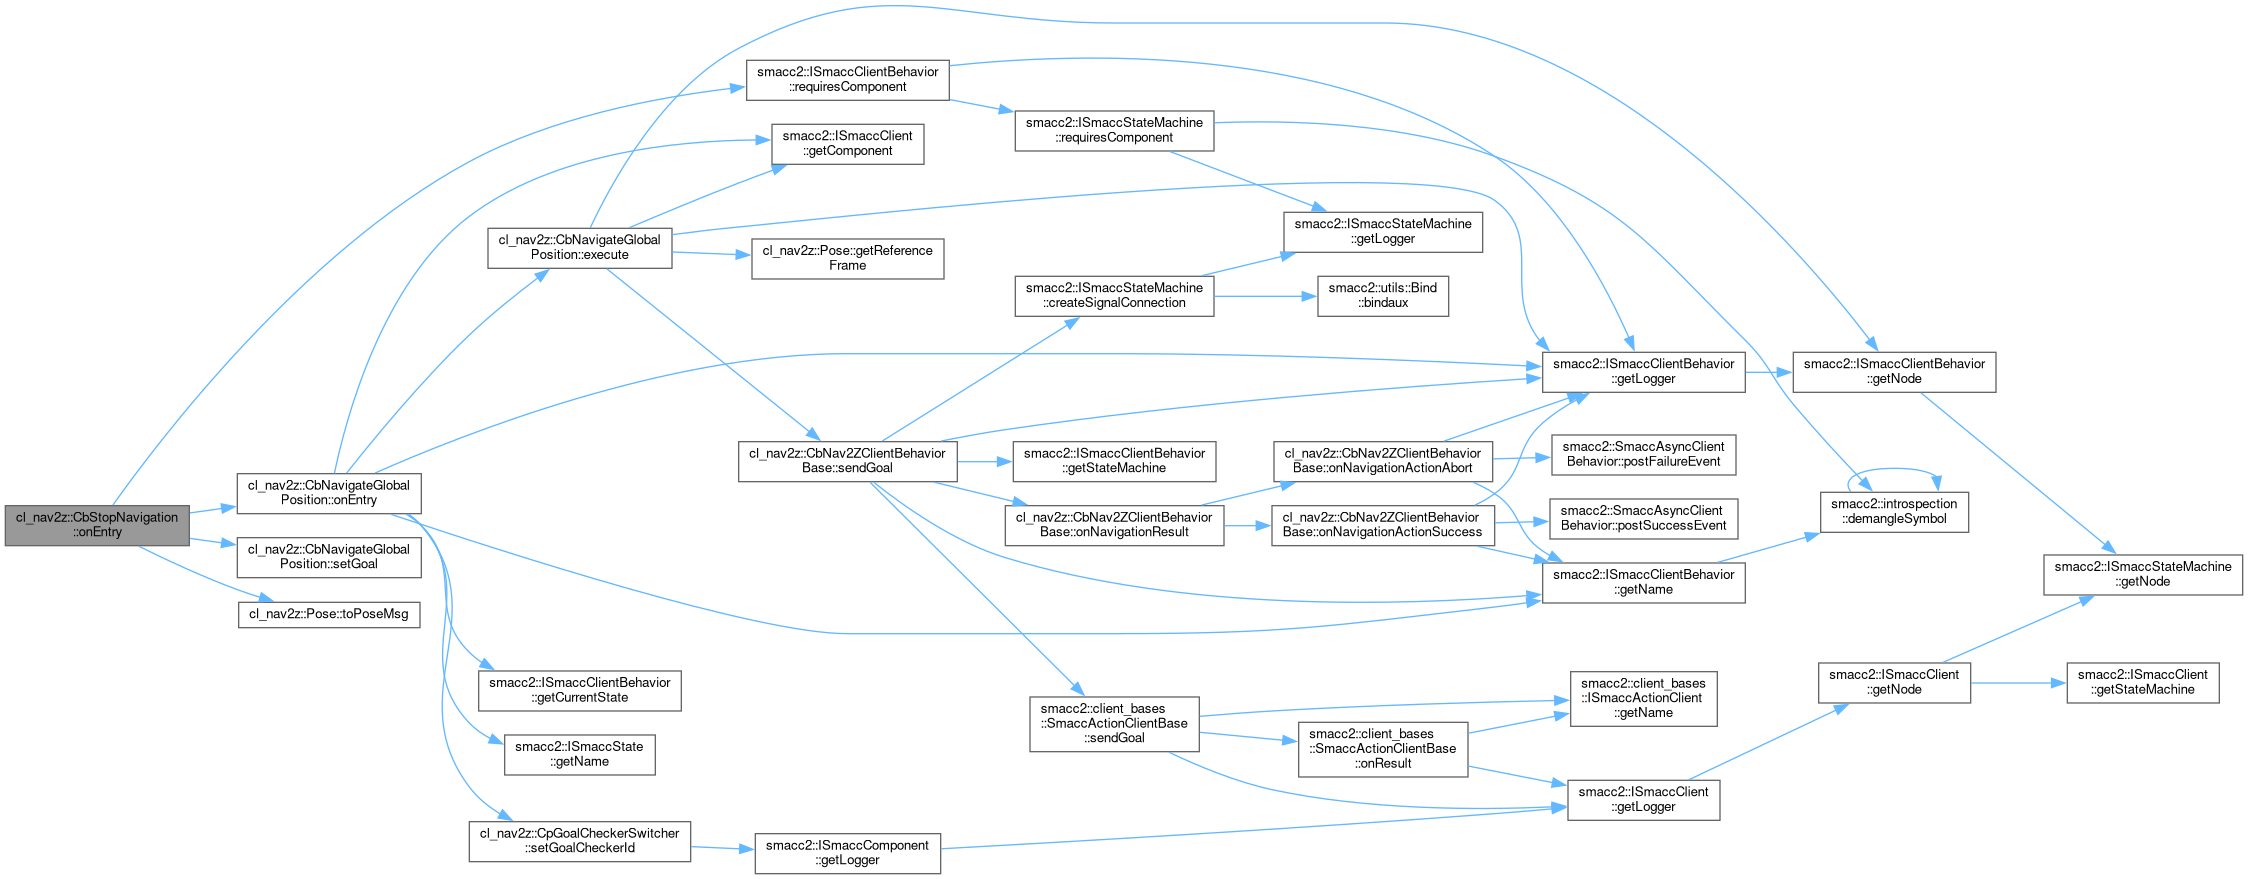 cl_nav2z::CbStopNavigation
::onEntry
cl_nav2z::CbNavigateGlobal
Position::onEntry
cl_nav2z::CbNavigateGlobal
Position::setGoal
cl_nav2z::Pose::toPoseMsg
cl_nav2z::CbNavigateGlobal
Position::execute
smacc2::ISmaccClientBehavior
::getCurrentState
smacc2::ISmaccState
::getName
cl_nav2z::CpGoalCheckerSwitcher
::setGoalCheckerId
smacc2::ISmaccClientBehavior
::requiresComponent
smacc2::ISmaccClient
::getComponent
cl_nav2z::Pose::getReference
Frame
cl_nav2z::CbNav2ZClientBehavior
Base::sendGoal
smacc2::ISmaccComponent
::getLogger
smacc2::ISmaccStateMachine
::requiresComponent
smacc2::ISmaccStateMachine
::createSignalConnection
smacc2::ISmaccClientBehavior
::getStateMachine
cl_nav2z::CbNav2ZClientBehavior
Base::onNavigationResult
smacc2::client_bases
::SmaccActionClientBase
::sendGoal
smacc2::ISmaccStateMachine
::getLogger
smacc2::utils::Bind
::bindaux
cl_nav2z::CbNav2ZClientBehavior
Base::onNavigationActionAbort
cl_nav2z::CbNav2ZClientBehavior
Base::onNavigationActionSuccess
smacc2::client_bases
::SmaccActionClientBase
::onResult
smacc2::ISmaccClientBehavior
::getLogger
smacc2::SmaccAsyncClient
Behavior::postFailureEvent
smacc2::SmaccAsyncClient
Behavior::postSuccessEvent
smacc2::ISmaccClientBehavior
::getName
smacc2::client_bases
::ISmaccActionClient
::getName
smacc2::ISmaccClient
::getLogger
smacc2::ISmaccClientBehavior
::getNode
smacc2::introspection
::demangleSymbol
smacc2::ISmaccClient
::getNode
smacc2::ISmaccStateMachine
::getNode
smacc2::ISmaccClient
::getStateMachine